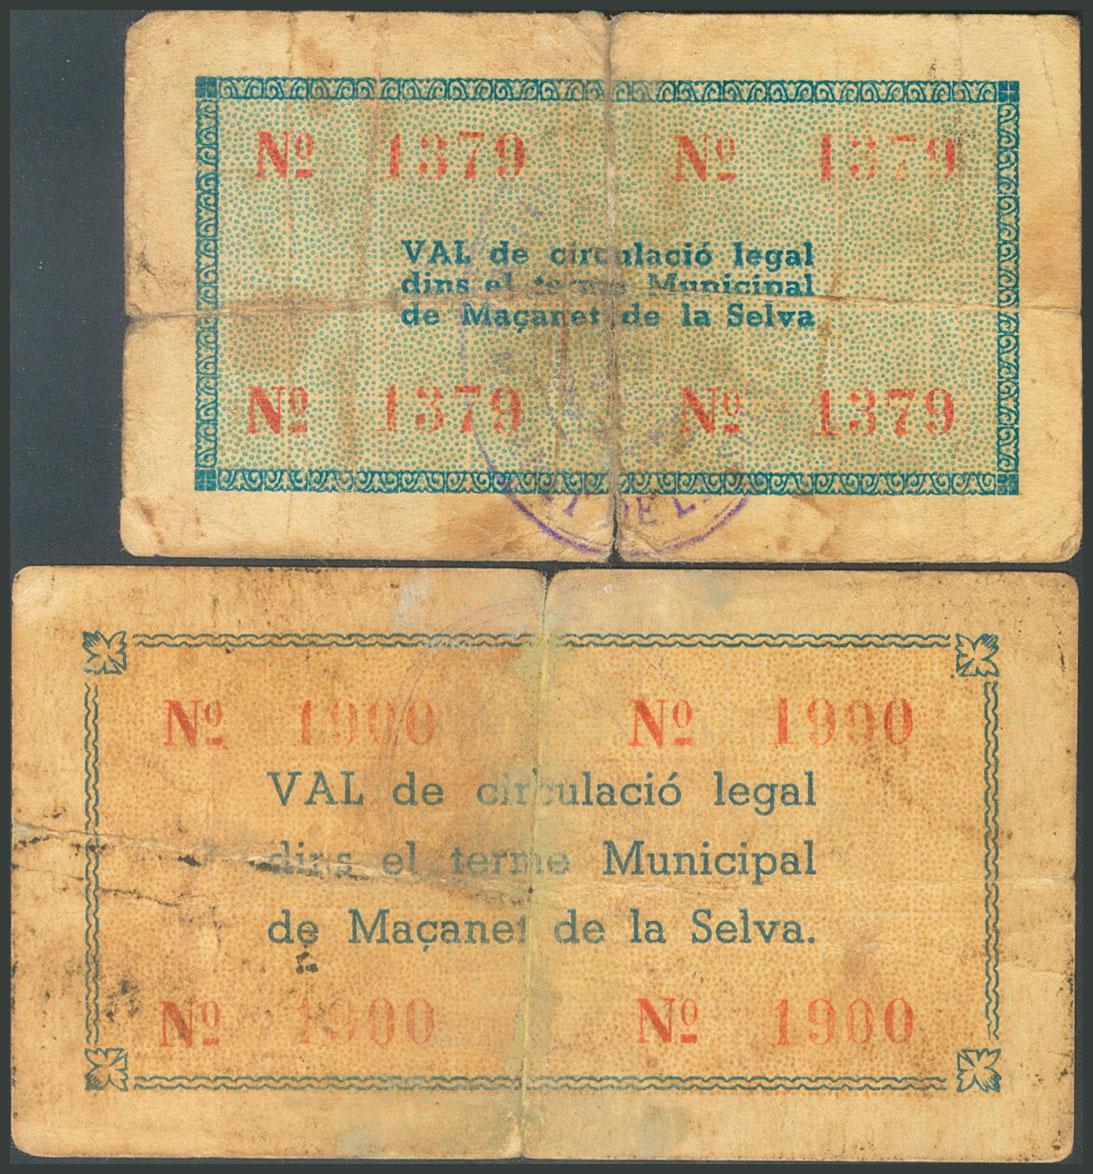 Nº 1379 Nº 1379
VAL de circulació legal
dins el terme Municipal
de Maçanet de la Selva
Nº 1379 Nº 1379
DE L
Nº 1900 Nº 1900
VAL de circulació legal
dins el terme Municipal
de Maçanet de la Selva.
Nº 1900 Nº 1900